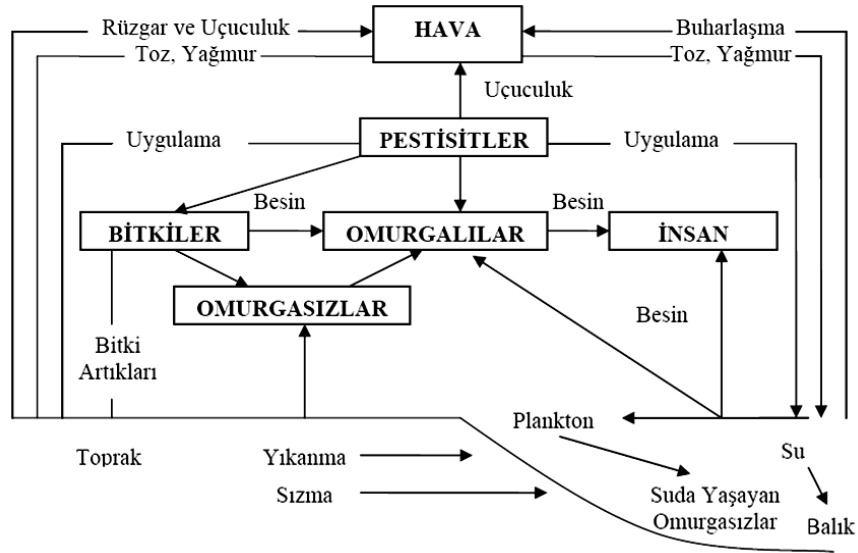 Rüzgar ve Uçuculuk
HAVA
Buharlaşma
Toz, Yağmur
Toz, Yağmur
Uçuculuk
Uygulama
PESTİSİTLER
Uygulama
Besin
Besin
BİTKİLER
OMURGALILAR
İNSAN
OMURGASIZLAR
Besin
Bitki
Artıkları
Plankton
Toprak
Yıkanma
Su
Sızma
Suda Yaşayan
Omurgasızlar
Balık